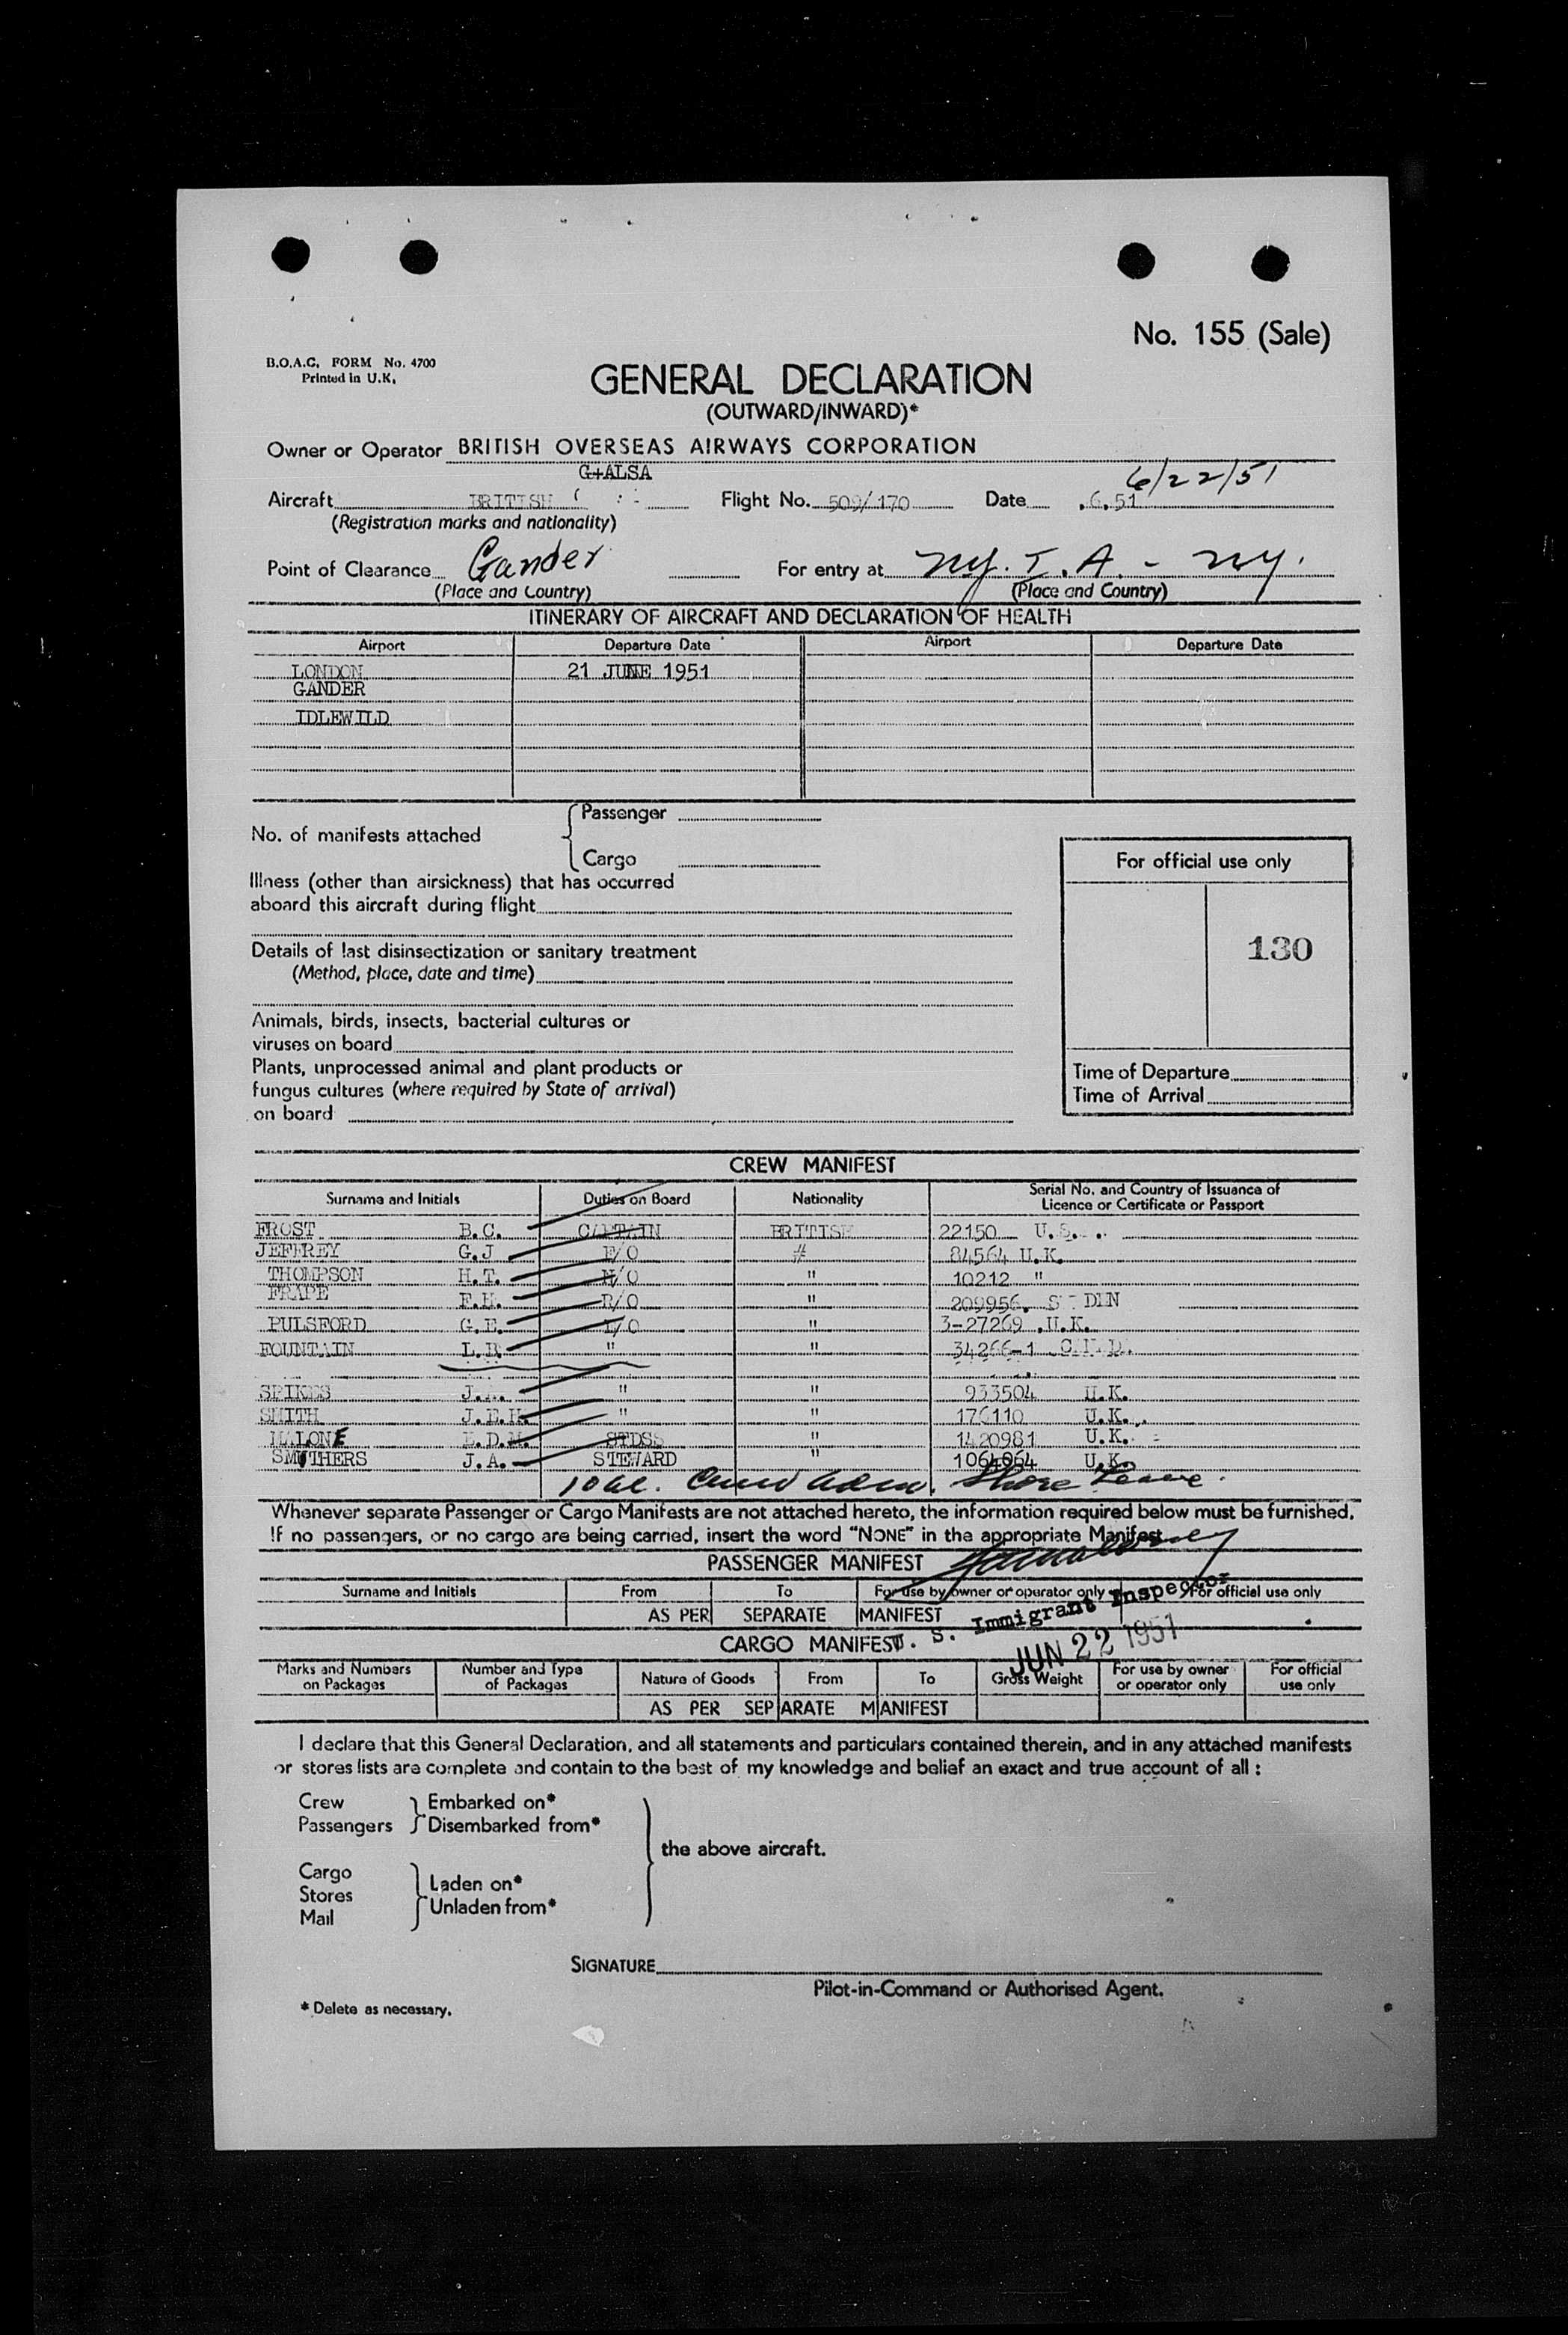 No. 155 (Sale)
B.O.A.C. FORM No. 4700
Printed in U.K.
GENERAL DECLARATION
(OUTWARD/INWARD)*
Owner or Operator BRITISH OVERSEAS AIRWAYS CORPORATION
G+ALSA
6/22/51
Aircraft BRITISH Flight No. 509/170 Date .6.51
(Registration marks and nationality)
Point of Clearance Gander For entry at NY. I. A. - NY.
(Place and Country) (Place and Country)
ITINERARY OF AIRCRAFT AND DECLARATION OF HEALTH
Airport Departure Date Airport Departure Date
LONDON 21 JUNE 1951
GANDER
IDLEWILD
No. of manifests attached { Passenger
Cargo
For official use only
Illness (other than airsickness) that has occurred
aboard this aircraft during flight
130
Details of last disinsectization or sanitary treatment
(Method, place, date and time)
Animals, birds, insects, bacterial cultures or
viruses on board
Plants, unprocessed animal and plant products or
fungus cultures (where required by State of arrival)
on board
Time of Departure
Time of Arrival
CREW MANIFEST
Surname and Initials Duties on Board Nationality Serial No. and Country of Issuance of
Licence or Certificate or Passport
FROST B.C. CAPTAIN BRITISH 22150 U.S.
JEFFREY G.J F/O # 84564 U.K.
THOMPSON H.T. N/O " 10212 "
FRAPE F.H. R/O " 209956.
PULSFORD G.E. E/O " 3-27269 .U.K.
FOUNTAIN L.B. " " 34266-1
SPIKES " " 933504 U.K.
SMITH J.E.H. " " 176110 U.K.
MALONE STDSS " 1420981 U.K.
SMITHERS J.A. STEWARD " 1064064 U.K.
Shore Leave.
Whenever separate Passenger or Cargo Manifests are not attached hereto, the information required below must be furnished.
If no passengers, or no cargo are being carried, insert the word "NONE" in the appropriate Manifest
PASSENGER MANIFEST
Surname and Initials From To For use by owner or operator only For official use only
AS PER SEPARATE MANIFEST
U. S. Immigrant Inspector
CARGO MANIFEST
JUN 22 1951
Marks and Numbers on Packages Number and Type of Packages Nature of Goods From To Gross Weight For use by owner or operator only For official use only
AS PER SEPARATE MANIFEST
I declare that this General Declaration, and all statements and particulars contained therein, and in any attached manifests
or stores lists are complete and contain to the best of my knowledge and belief an exact and true account of all :
Crew } Embarked on*
Passengers } Disembarked from*
the above aircraft.
Cargo
Stores } Laden on*
Mail } Unladen from*
SIGNATURE
Pilot-in-Command or Authorised Agent.
* Delete as necessary.